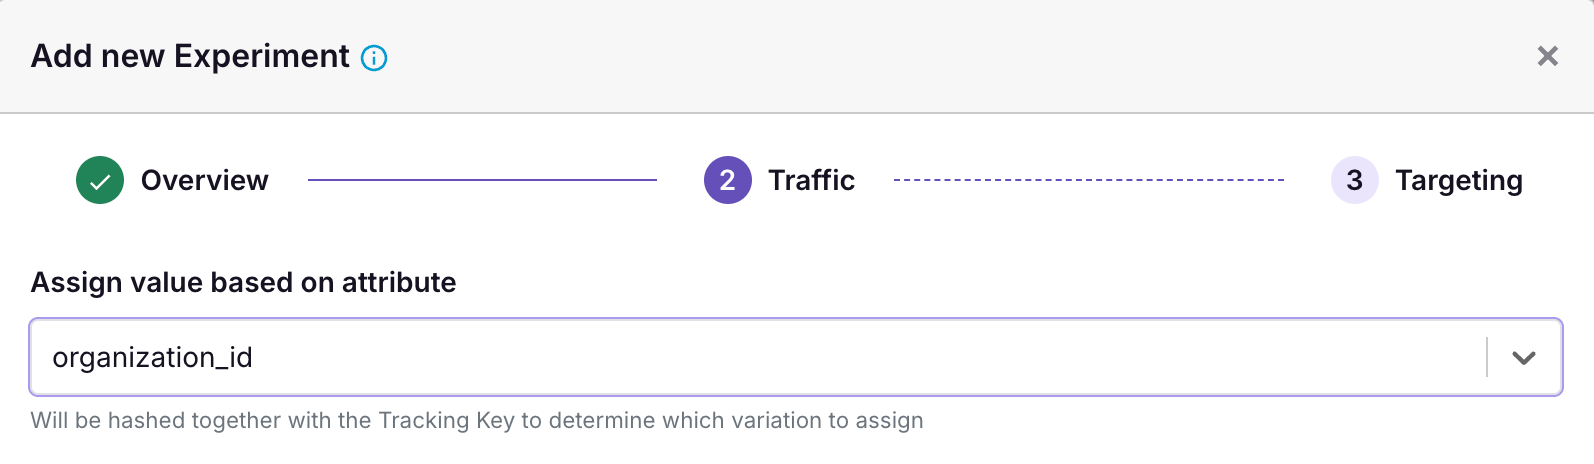 Add new Experiment
Overview
2 Traffic
3 Targeting
Assign value based on attribute
organization_id
Will be hashed together with the Tracking Key to determine which variation to assign